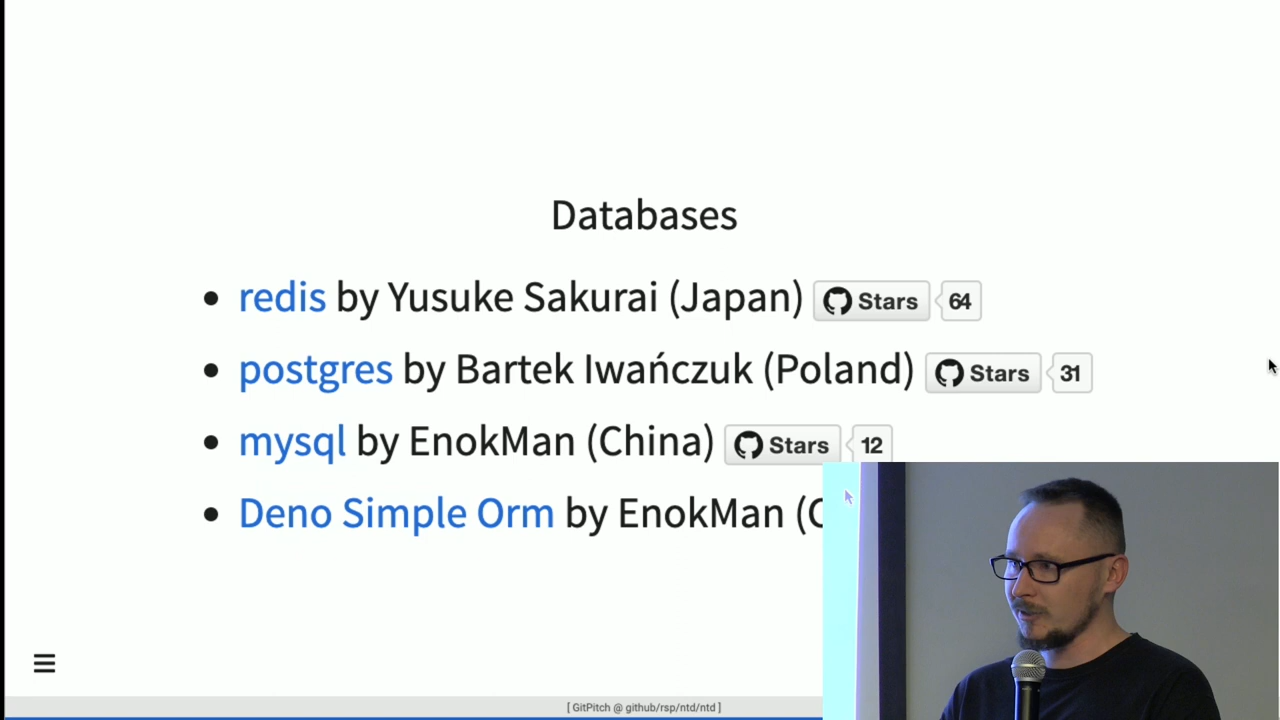 Databases
redis by Yusuke Sakurai (Japan) Stars 64
postgres by Bartek Iwańczuk (Poland) Stars 31
mysql by EnokMan (China) Stars 12
Deno Simple Orm by EnokMan (C
[ GitPitch @ github/rsp/ntd/ntd ]